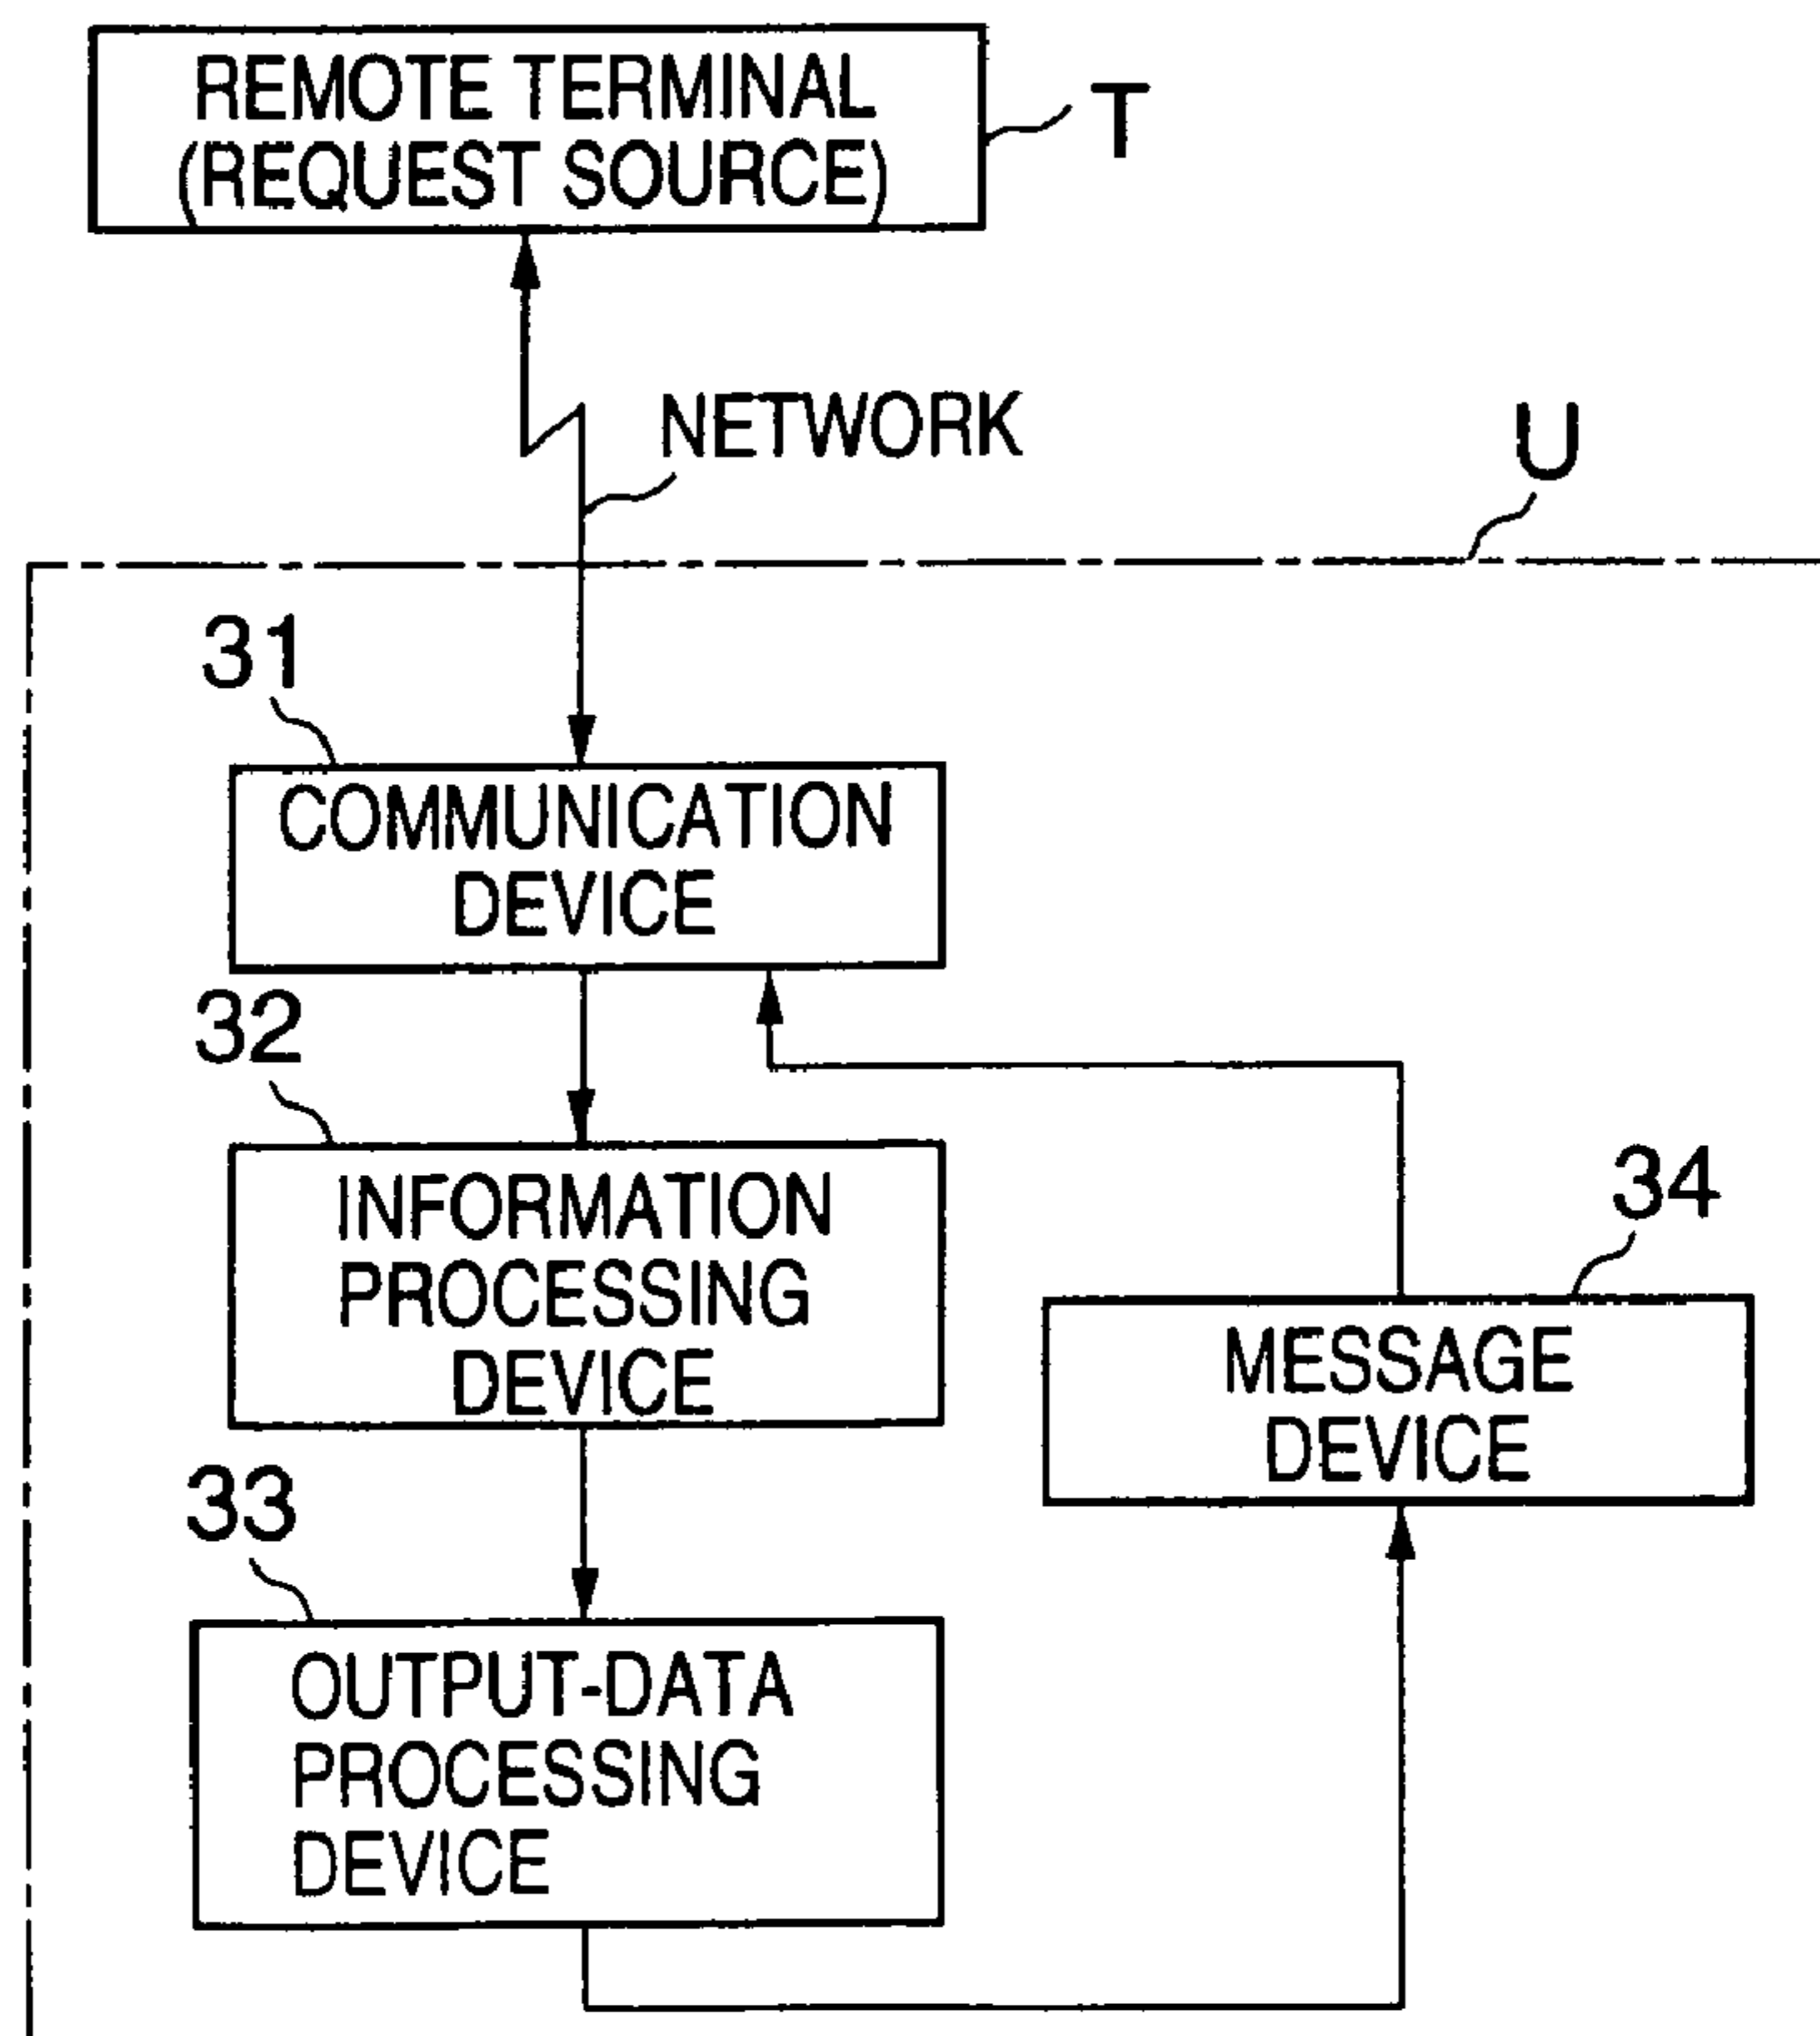 REMOTE TERMINAL
(REQUEST SOURCE)
T
NETWORK
U
31
COMMUNICATION
DEVICE
32
INFORMATION
PROCESSING
DEVICE
34
MESSAGE
DEVICE
33
OUTPUT-DATA
PROCESSING
DEVICE